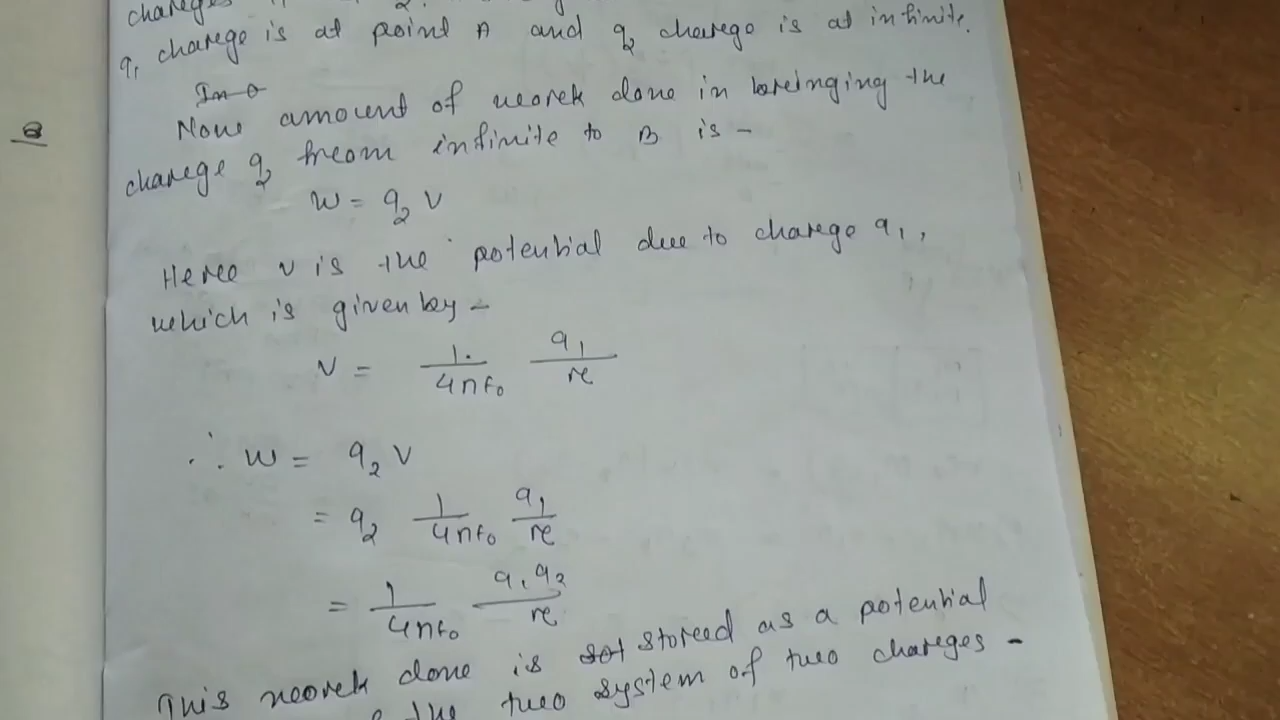 charges
q₁ charge is at point A and q₂ charge is at infinite.
Now amount of work done in bringing the
charge q₂ from infinite to B is -
W = q₂ V
Here V is the potential due to charge q₁,
which is given by -
V = 1/4πε₀ q₁/r
∴ W = q₂ V
= q₂ 1/4πε₀ q₁/r
= 1/4πε₀ q₁q₂/r
This work done is stored as a potential
the two system of two charges -